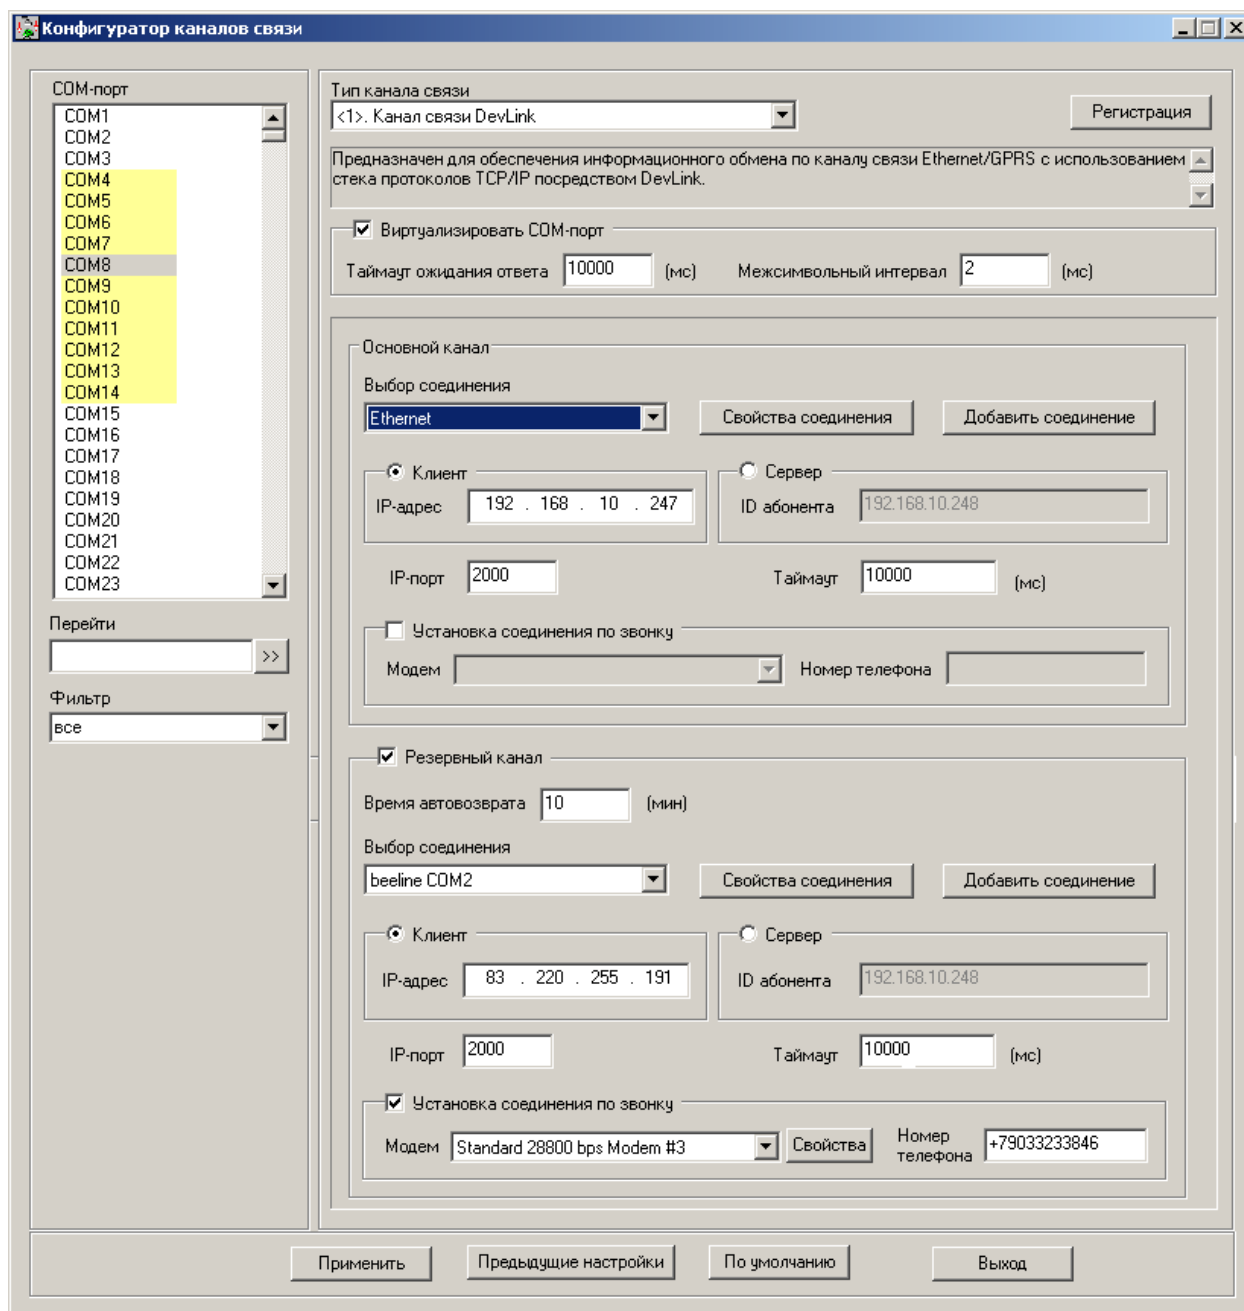 Конфигуратор каналов связи
COM-порт
COM1
COM2
COM3
COM4
COM5
COM6
COM7
COM8
COM9
COM10
COM11
COM12
COM13
COM14
COM15
COM16
COM17
COM18
COM19
COM20
COM21
COM22
COM23
Перейти
>>
Фильтр
все
Тип канала связи
<1>. Канал связи DevLink
Регистрация
Предназначен для обеспечения информационного обмена по каналу связи Ethernet/GPRS с использованием
стека протоколов TCP/IP посредством DevLink.
Виртуализировать COM-порт
Таймаут ожидания ответа 10000 (мс) Межсимвольный интервал 2 (мс)
Основной канал
Выбор соединения
Ethernet Свойства соединения Добавить соединение
Клиент Сервер
IP-адрес 192 . 168 . 10 . 247 ID абонента 192.168.10.248
IP-порт 2000 Таймаут 10000 (мс)
Установка соединения по звонку
Модем Номер телефона
Резервный канал
Время автовозврата 10 (мин)
Выбор соединения
beeline COM2 Свойства соединения Добавить соединение
Клиент Сервер
IP-адрес 83 . 220 . 255 . 191 ID абонента 192.168.10.248
IP-порт 2000 Таймаут 10000 (мс)
Установка соединения по звонку
Модем Standard 28800 bps Modem #3 Свойства Номер телефона +79033233846
Применить Предыдущие настройки По умолчанию Выход